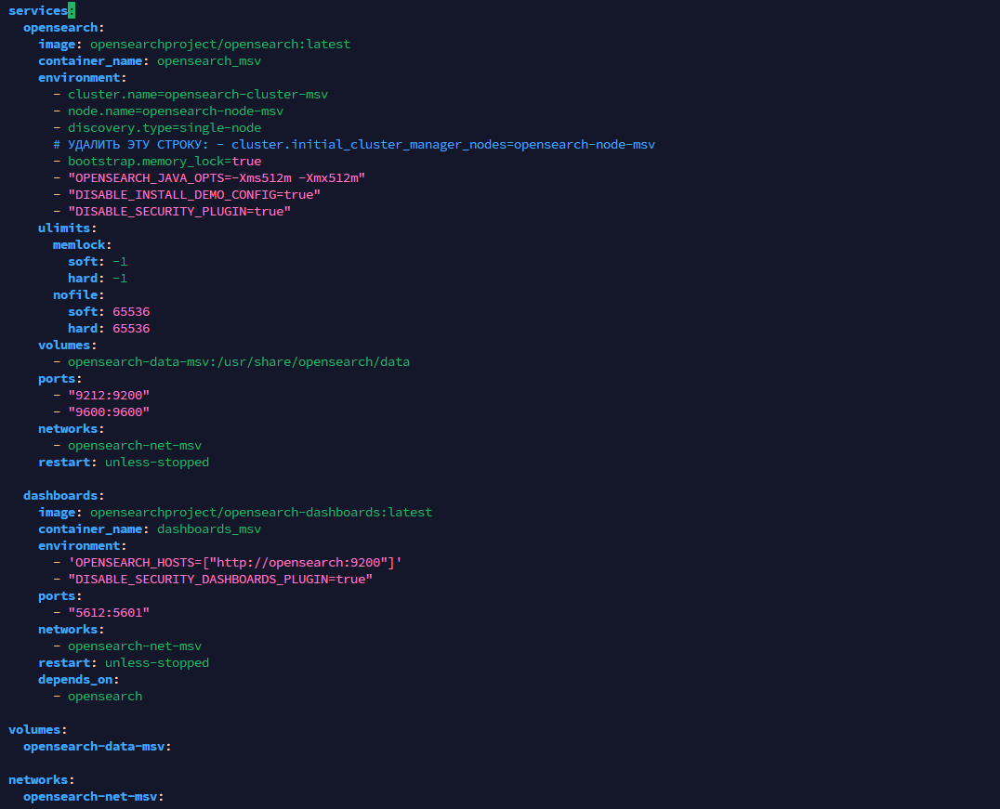 services:
  opensearch:
    image: opensearchproject/opensearch:latest
    container_name: opensearch_msv
    environment:
      - cluster.name=opensearch-cluster-msv
      - node.name=opensearch-node-msv
      - discovery.type=single-node
      # УДАЛИТЬ ЭТУ СТРОКУ: - cluster.initial_cluster_manager_nodes=opensearch-node-msv
      - bootstrap.memory_lock=true
      - "OPENSEARCH_JAVA_OPTS=-Xms512m -Xmx512m"
      - "DISABLE_INSTALL_DEMO_CONFIG=true"
      - "DISABLE_SECURITY_PLUGIN=true"
    ulimits:
      memlock:
        soft: -1
        hard: -1
      nofile:
        soft: 65536
        hard: 65536
    volumes:
      - opensearch-data-msv:/usr/share/opensearch/data
    ports:
      - "9212:9200"
      - "9600:9600"
    networks:
      - opensearch-net-msv
    restart: unless-stopped

  dashboards:
    image: opensearchproject/opensearch-dashboards:latest
    container_name: dashboards_msv
    environment:
      - 'OPENSEARCH_HOSTS=["http://opensearch:9200"]'
      - "DISABLE_SECURITY_DASHBOARDS_PLUGIN=true"
    ports:
      - "5612:5601"
    networks:
      - opensearch-net-msv
    restart: unless-stopped
    depends_on:
      - opensearch

volumes:
  opensearch-data-msv:

networks:
  opensearch-net-msv: